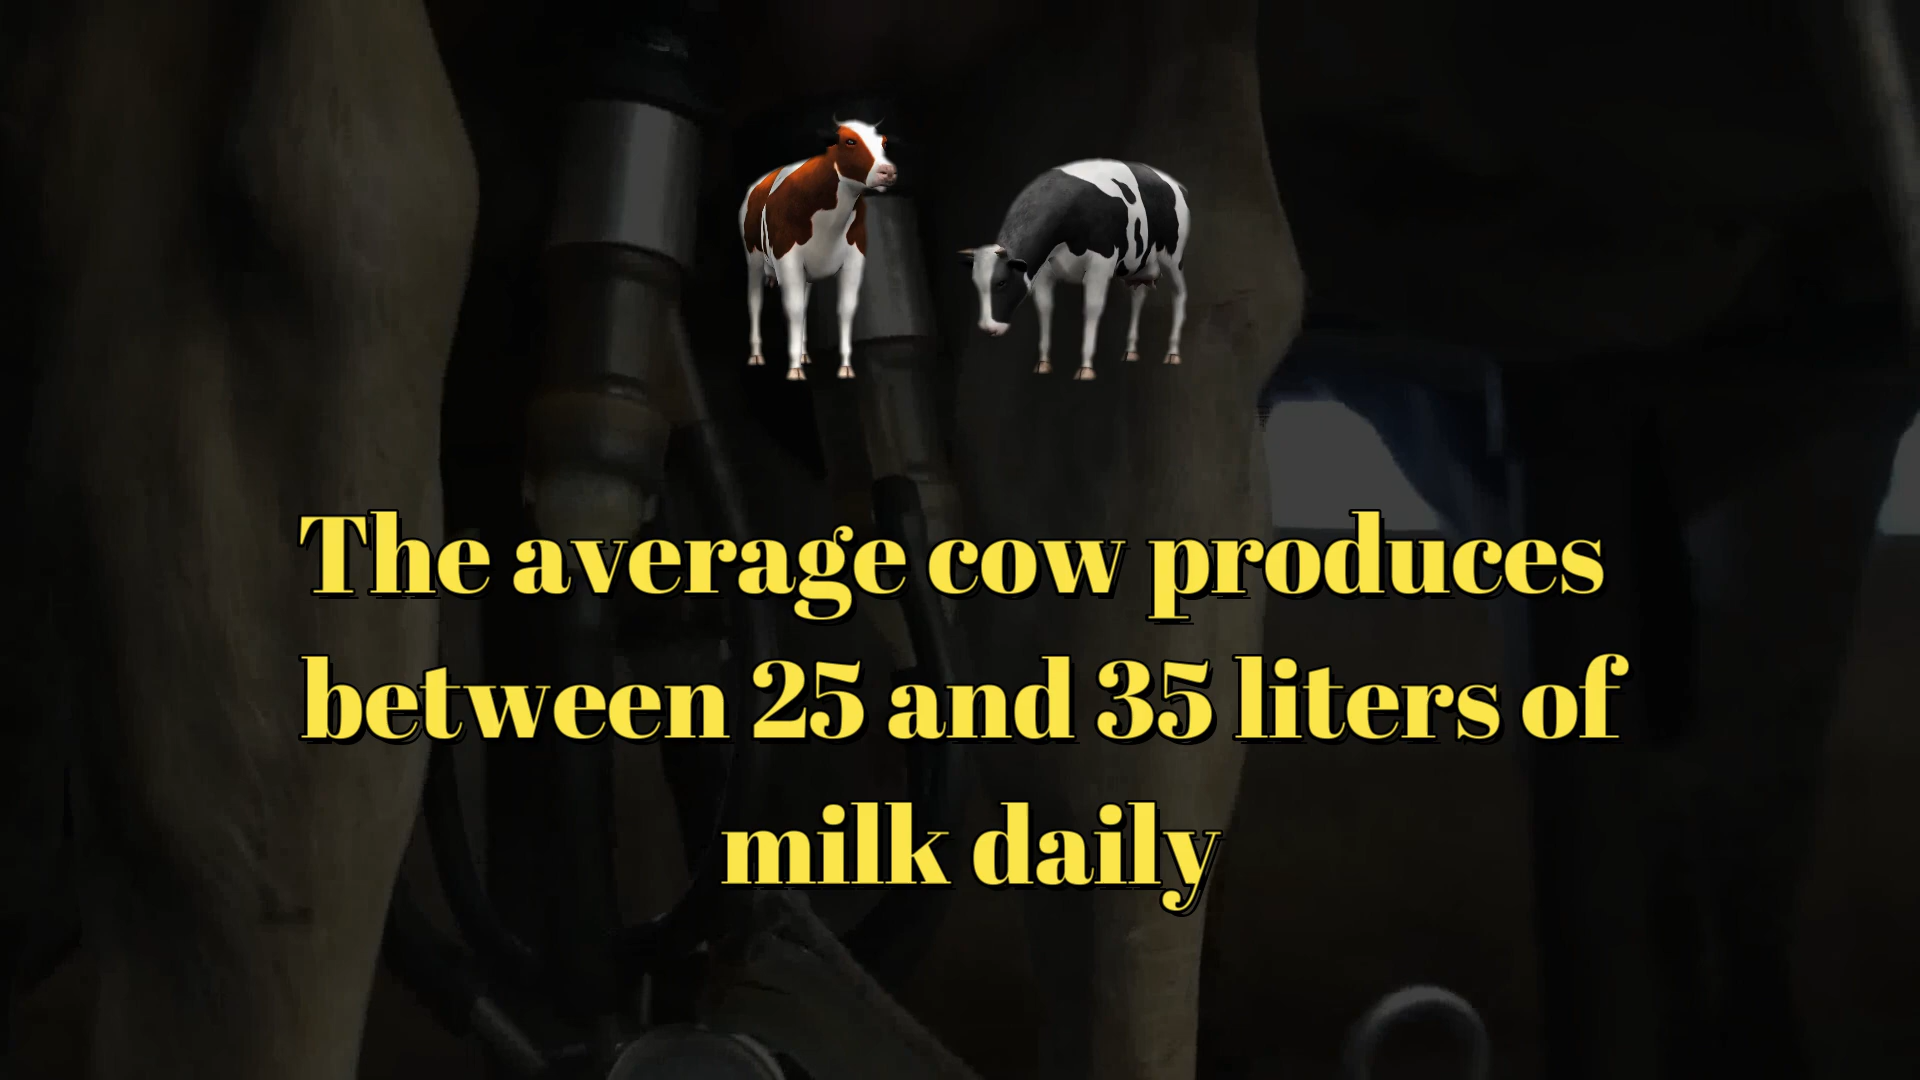 The average cow produces
between 25 and 35 liters of
milk daily